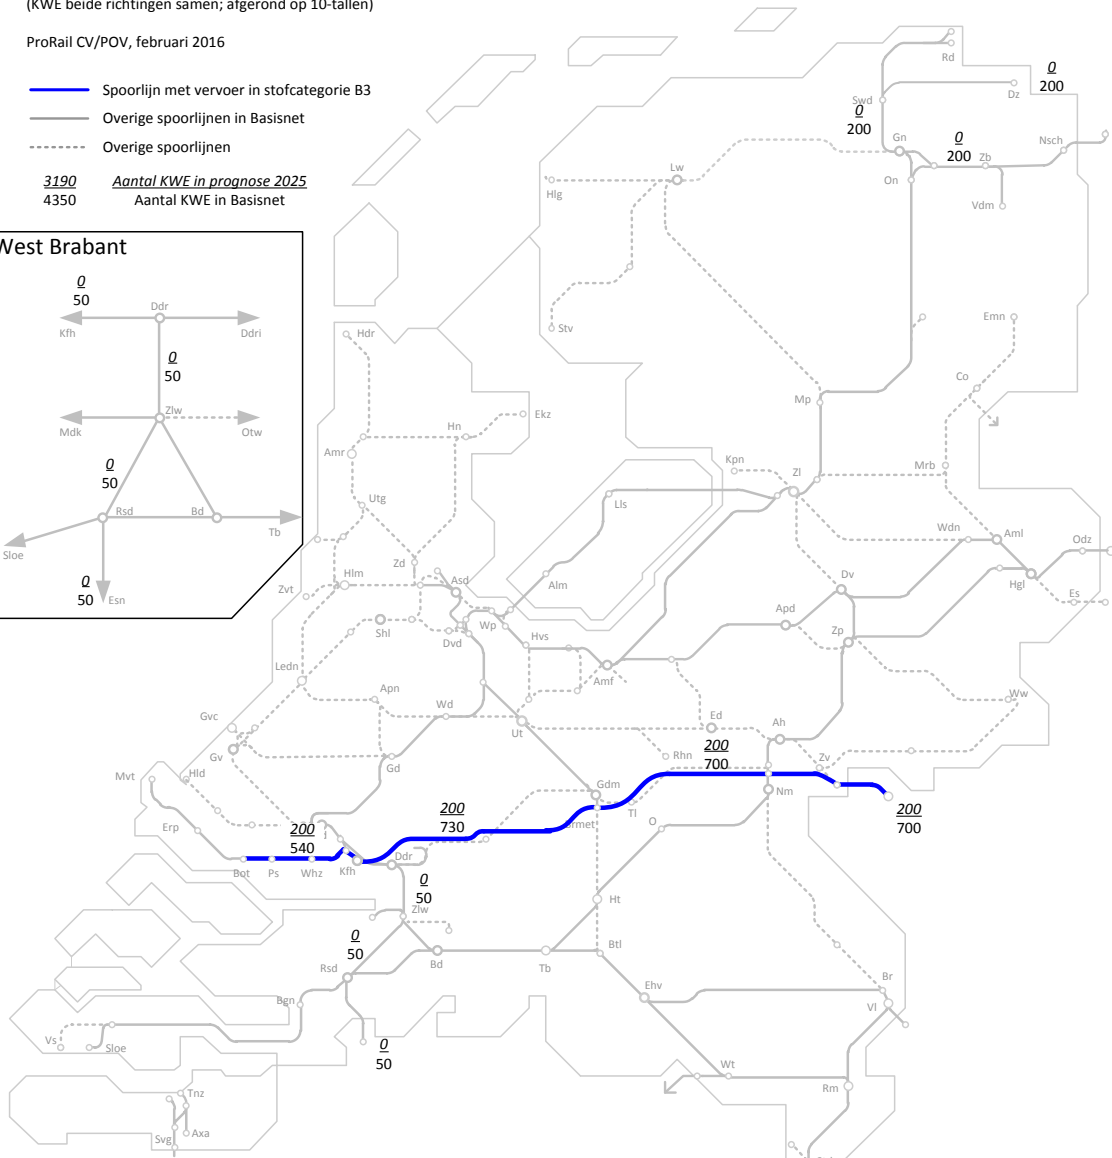 (KWE beide richtingen samen; afgerond op 10-tallen)
ProRail CV/POV, februari 2016
Spoorlijn met vervoer in stofcategorie B3
Overige spoorlijnen in Basisnet
Overige spoorlijnen
3190 Aantal KWE in prognose 2025
4350 Aantal KWE in Basisnet
West Brabant
0
50
Ddr
Kfh
Ddri
0
50
Zlw
Mdk
Otw
0
50
Rsd
Bd
Tb
Sloe
0
50
Esn
Rd
0
200
Dz
Swd
0
200
Gn
0
200
Zb
Nsch
On
Vdm
Lw
Hlg
Stv
Emn
Co
Hdr
Mp
Ekz
Hn
Amr
Kpn
Zl
Mrb
Utg
Lls
Wdn
Aml
Odz
Zd
Hlm
Asd
Alm
Dv
Hgl
Es
Zvt
Shl
Wp
Dvd
Hvs
Apd
Zp
Ledn
Amf
Apn
Wd
Ww
Gvc
Gv
Ut
Ed
Ah
Gd
Rhn
200
700
Zv
Mvt
Hld
Gdm
Nm
200
700
Erp
200
540
200
730
Tl
O
Bot
Ps
Whz
Kfh
Ddr
0
50
Zlw
Ht
0
50
Rsd
Bd
Tb
Btl
Bgn
Ehv
Br
Vl
Vs
Sloe
0
50
Wt
Rm
Tnz
Axa
Svg